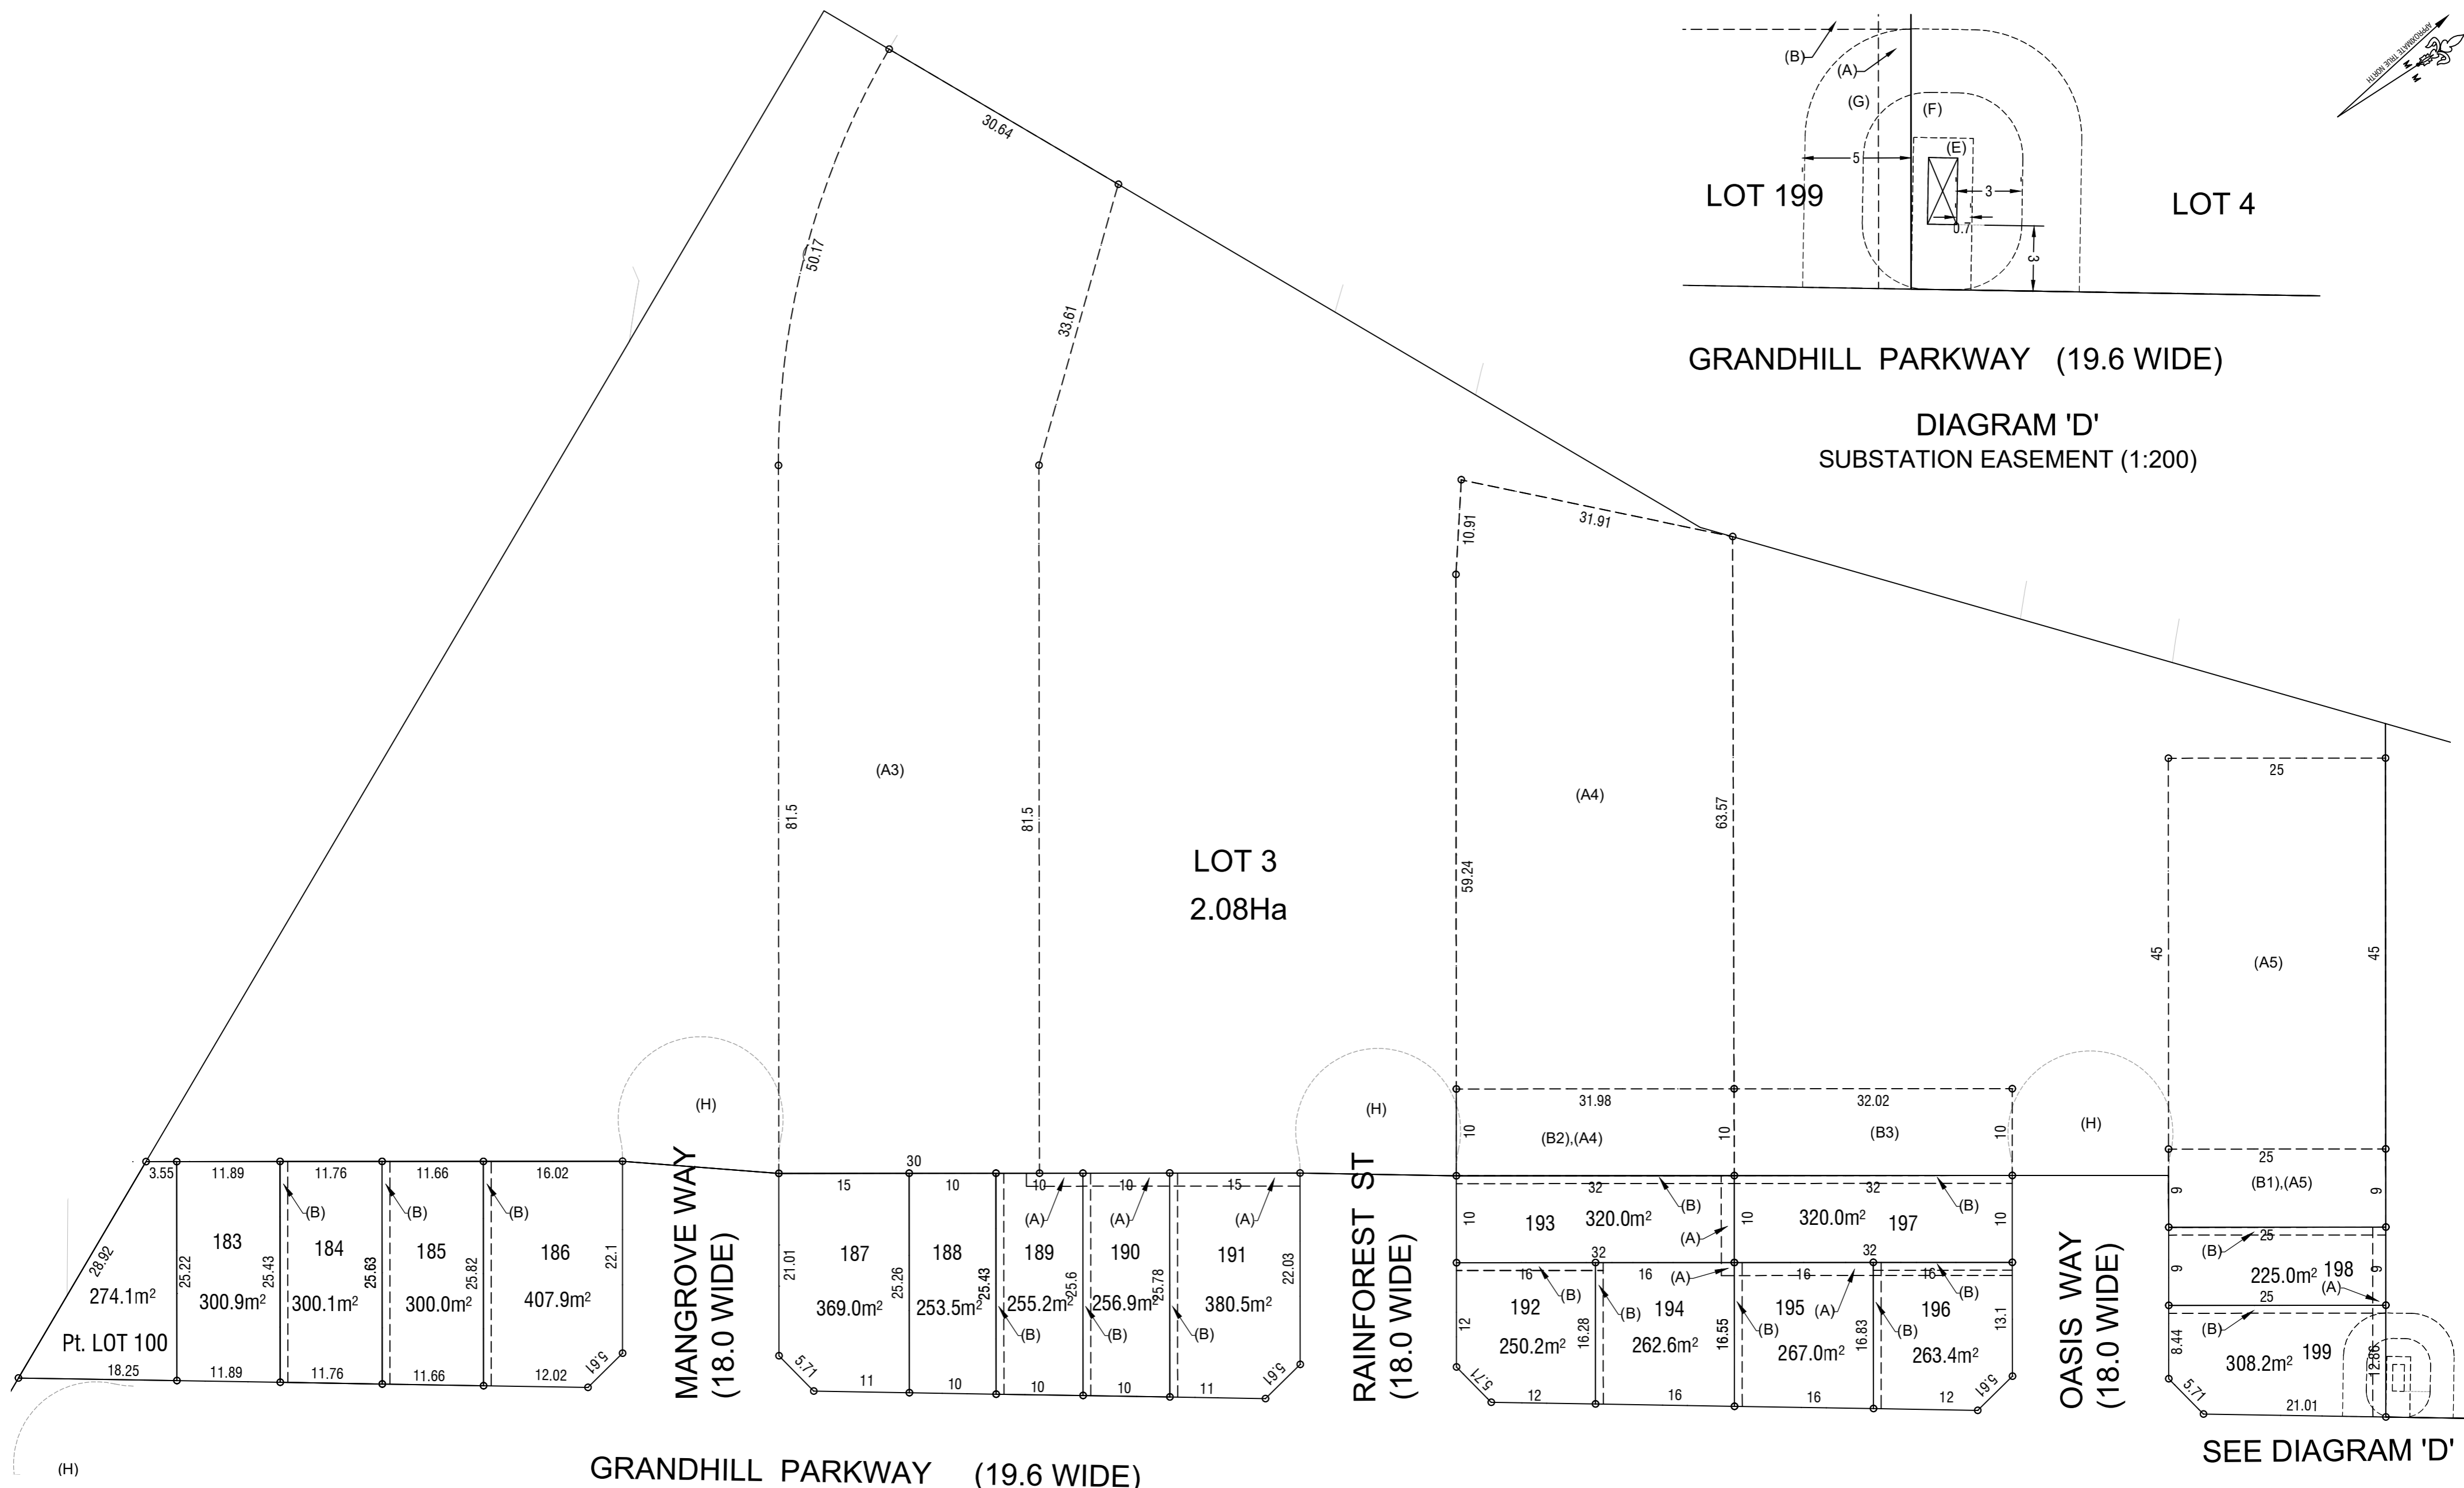 (B)
(A)
(G)
(F)
(E)
5
3
0.7
3
LOT 199
LOT 4
GRANDHILL PARKWAY (19.6 WIDE)
DIAGRAM 'D'
SUBSTATION EASEMENT (1:200)
APPROXIMATE TRUE NORTH
M
M
30.64
50.17
33.61
31.91
10.91
(A3)
81.5
81.5
LOT 3
2.08Ha
(A4)
59.24
63.57
25
45
(A5)
45
(H)
(H)
(H)
31.98
32.02
10
(B2),(A4)
10
(B3)
10
25
9
(B1),(A5)
9
3.55
11.89
11.76
11.66
16.02
28.92
274.1m²
Pt. LOT 100
18.25
25.22
183
300.9m²
11.89
25.43
(B)
184
300.1m²
11.76
25.63
(B)
185
300.0m²
11.66
25.82
(B)
186
407.9m²
12.02
22.1
5.61
MANGROVE WAY
(18.0 WIDE)
30
15
10
10
10
15
21.01
187
369.0m²
5.71
11
25.26
188
253.5m²
10
25.43
(A)
189
255.2m²
(B)
10
25.6
(A)
190
256.9m²
(B)
10
25.78
(A)
191
380.5m²
(B)
11
22.03
5.61
RAINFOREST ST
(18.0 WIDE)
32
32
10
193
320.0m²
(B)
(A)
10
320.0m²
197
(B)
10
32
32
16
16
16
16
12
192
250.2m²
(B)
5.71
12
16.28
(B)
194
262.6m²
(A)
16
16.55
(B)
195
267.0m²
(A)
16
16.83
(B)
196
263.4m²
(B)
12
13.1
5.61
OASIS WAY
(18.0 WIDE)
25
(B)
9
225.0m²
198
(A)
9
25
(B)
8.44
308.2m²
199
12.86
5.71
21.01
SEE DIAGRAM 'D'
GRANDHILL PARKWAY (19.6 WIDE)
(H)